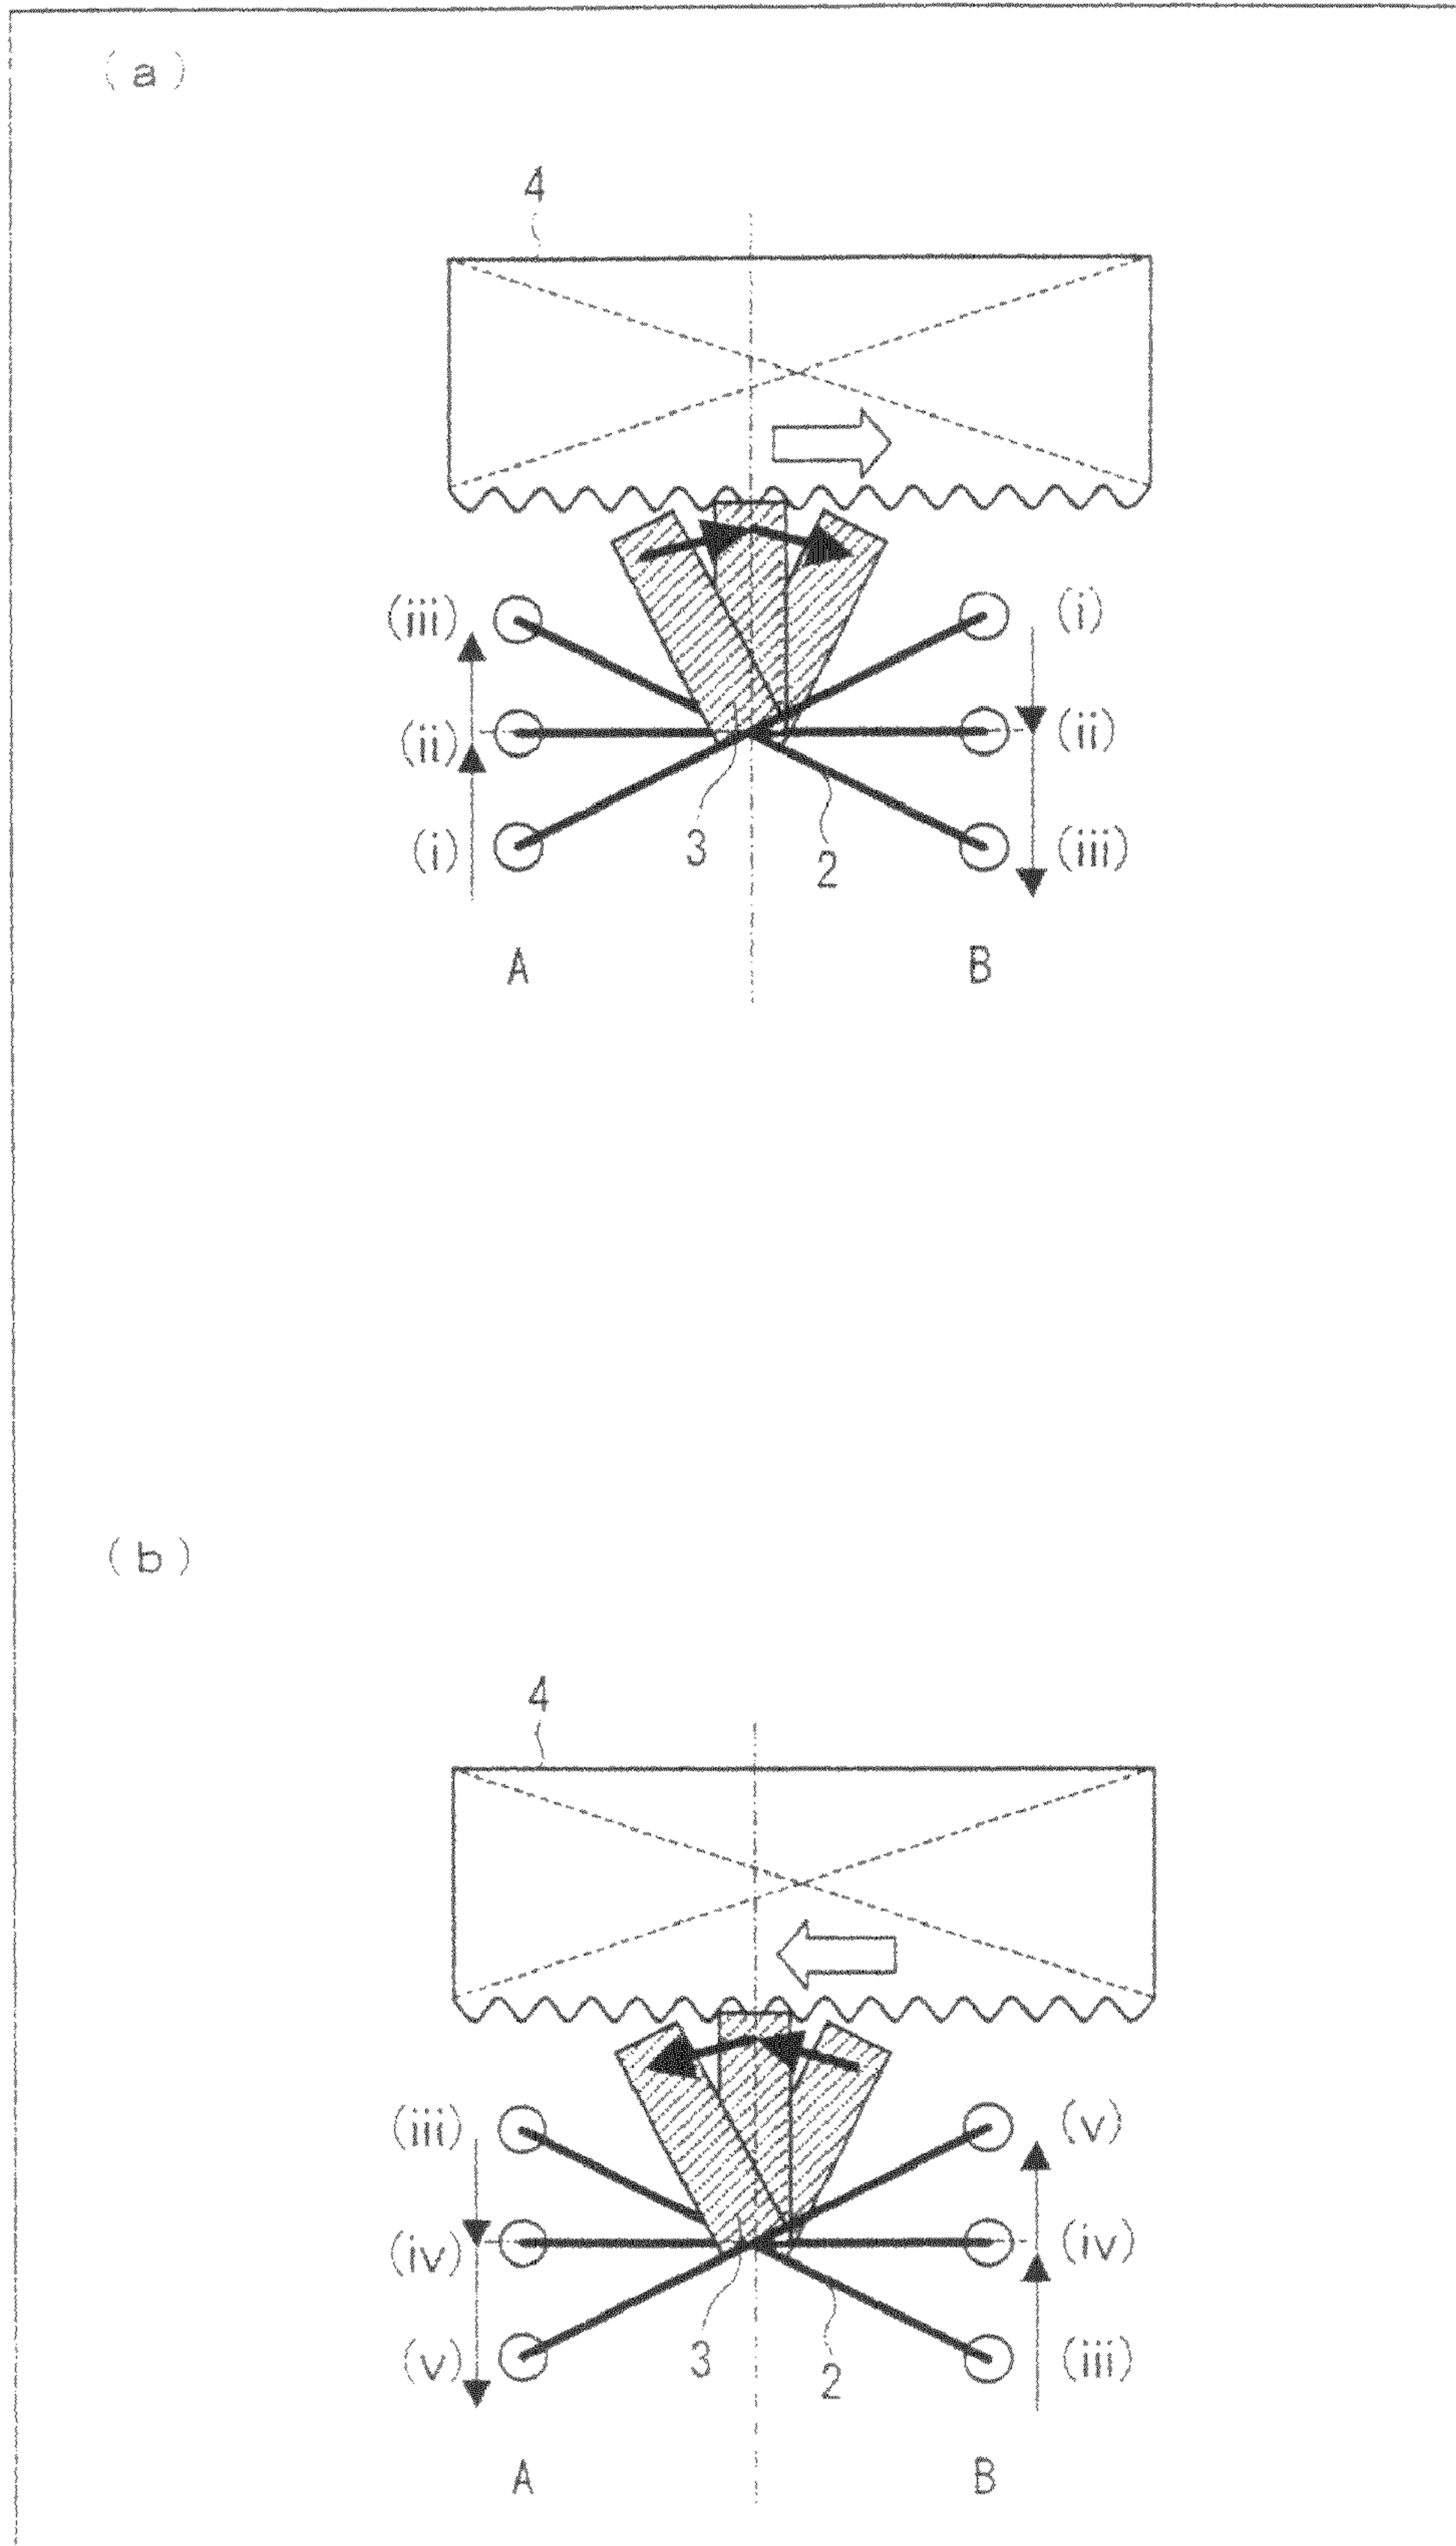 (a)
4
(iii) (i)
(ii) (ii)
(i) 3 2 (iii)
A B
(b)
4
(iii) (v)
(iv) (iv)
(v) 3 2 (iii)
A B